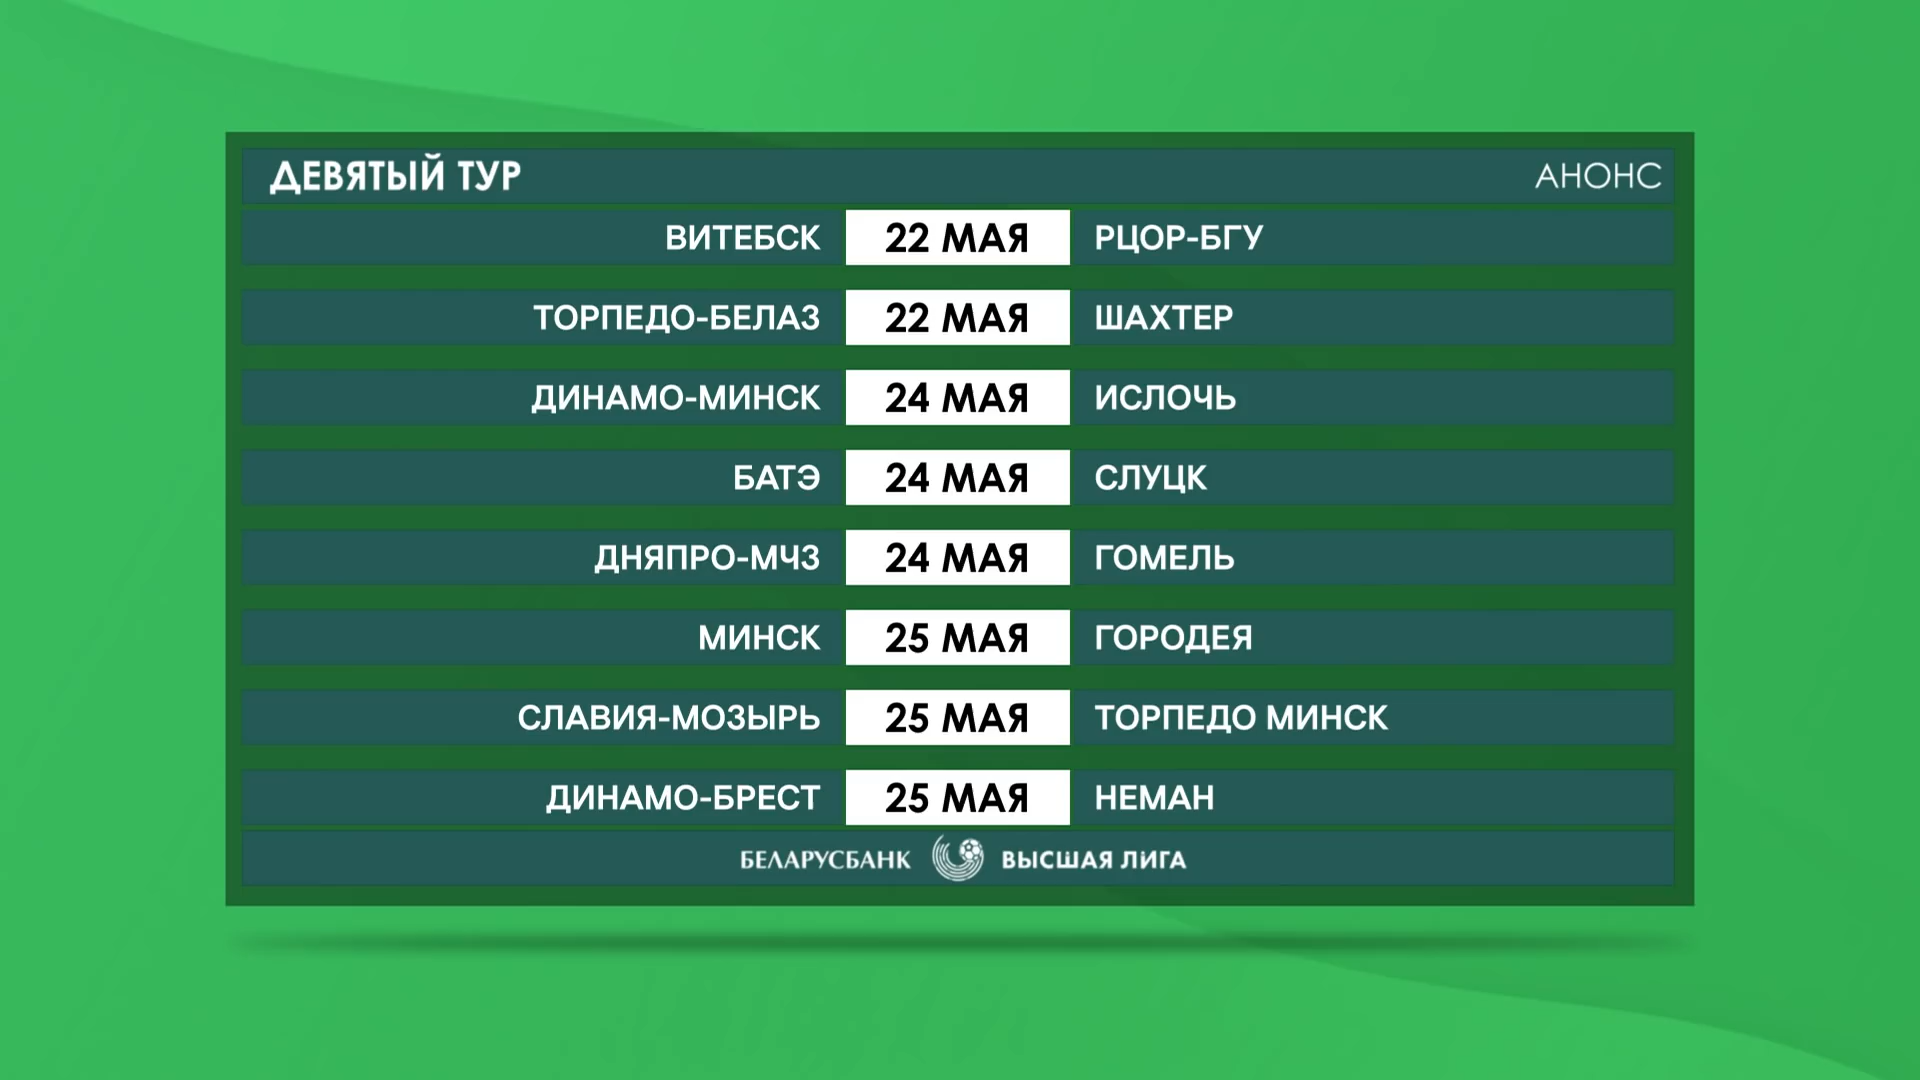 ДЕВЯТЫЙ ТУР АНОНС
ВИТЕБСК 22 МАЯ РЦОР-БГУ
ТОРПЕДО-БЕЛАЗ 22 МАЯ ШАХТЕР
ДИНАМО-МИНСК 24 МАЯ ИСЛОЧЬ
БАТЭ 24 МАЯ СЛУЦК
ДНЯПРО-МЧЗ 24 МАЯ ГОМЕЛЬ
МИНСК 25 МАЯ ГОРОДЕЯ
СЛАВИЯ-МОЗЫРЬ 25 МАЯ ТОРПЕДО МИНСК
ДИНАМО-БРЕСТ 25 МАЯ НЕМАН
БЕЛАРУСБАНК ВЫСШАЯ ЛИГА